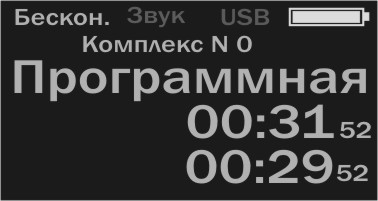 Бескон. Звук USB
Комплекс N 0
Программная
00:31 52
00:29 52